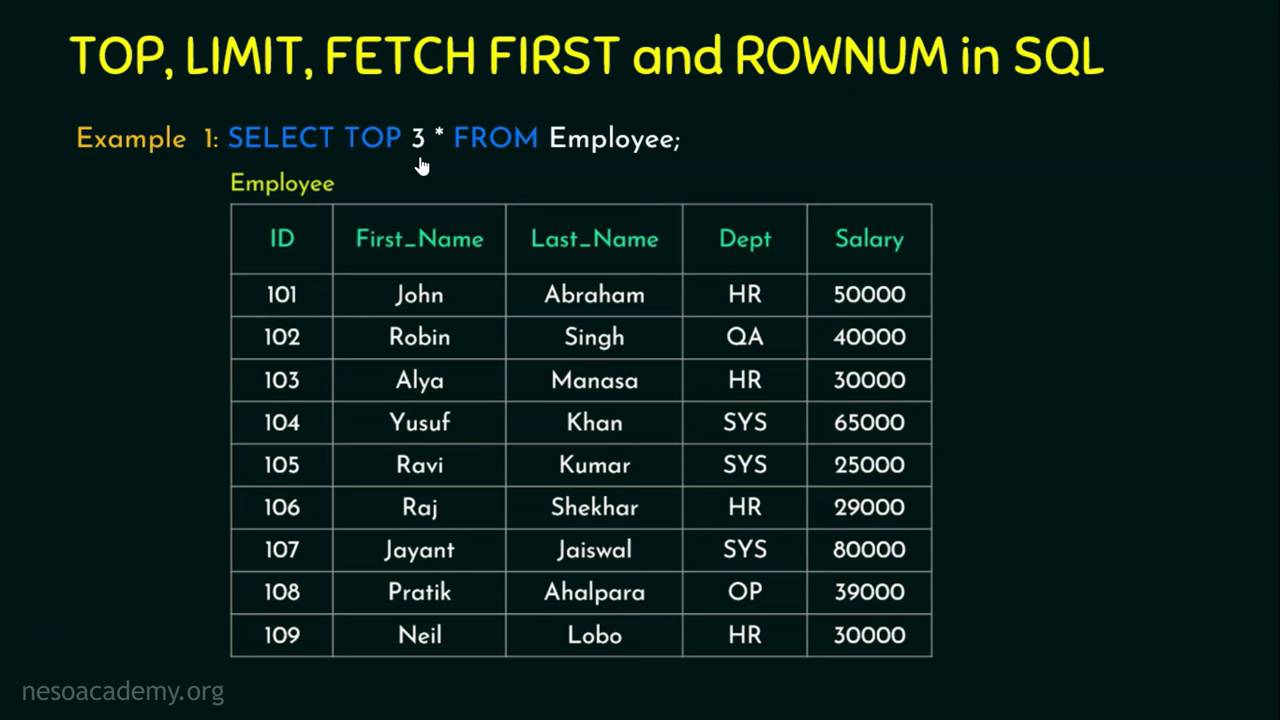 TOP, LIMIT, FETCH FIRST and ROWNUM in SQL
Example 1: SELECT TOP 3 * FROM Employee;
Employee
ID First_Name Last_Name Dept Salary
101 John Abraham HR 50000
102 Robin Singh QA 40000
103 Alya Manasa HR 30000
104 Yusuf Khan SYS 65000
105 Ravi Kumar SYS 25000
106 Raj Shekhar HR 29000
107 Jayant Jaiswal SYS 80000
108 Pratik Ahalpara OP 39000
109 Neil Lobo HR 30000
nesoacademy.org